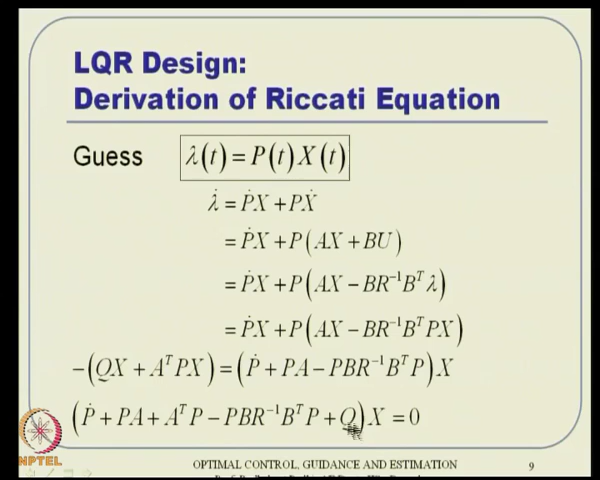 LQR Design:
Derivation of Riccati Equation
Guess λ(t) = P(t) X(t)
λ̇ = ṖX + PẊ
= ṖX + P(AX + BU)
= ṖX + P(AX − BR⁻¹Bᵀλ)
= ṖX + P(AX − BR⁻¹BᵀPX)
−(QX + AᵀPX) = (Ṗ + PA − PBR⁻¹BᵀP)X
(Ṗ + PA + AᵀP − PBR⁻¹BᵀP + Q)X = 0
NPTEL
OPTIMAL CONTROL, GUIDANCE AND ESTIMATION 9